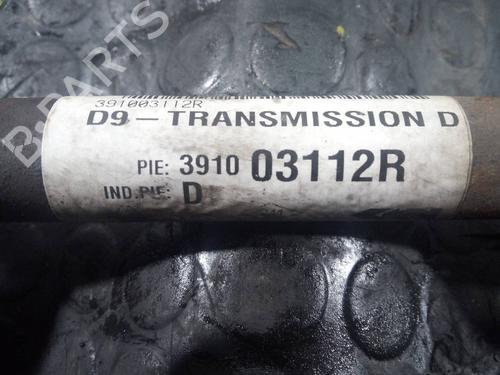 B-PARTS
391003112R
D9-TRANSMISSION D
PIE: 3910 03112R
IND.PIE: D